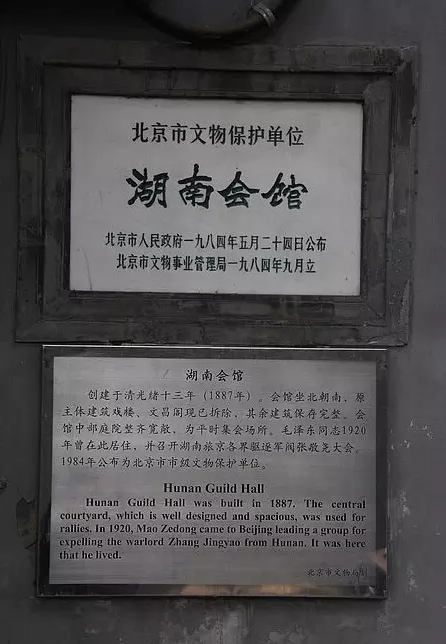 北京市文物保护单位
湖南会馆
北京市人民政府一九八四年五月二十四日公布
北京市文物事业管理局一九八四年九月立
湖南会馆
创建于清光绪十三年（1887年）。会馆坐北朝南，原
主体建筑戏楼、文昌阁现已拆除，其余建筑保存完整。会
馆中部庭院整齐宽敞，为平时集会场所。毛泽东同志1920
年曾在此居住，并召开湖南旅京各界驱逐军阀张敬尧大会。
1984年公布为北京市市级文物保护单位。
Hunan Guild Hall
Hunan Guild Hall was built in 1887. The central
courtyard, which is well designed and spacious, was used for
rallies. In 1920, Mao Zedong came to Beijing leading a group for
expelling the warlord Zhang Jingyao from Hunan. It was here
that he lived.
北京市文物局